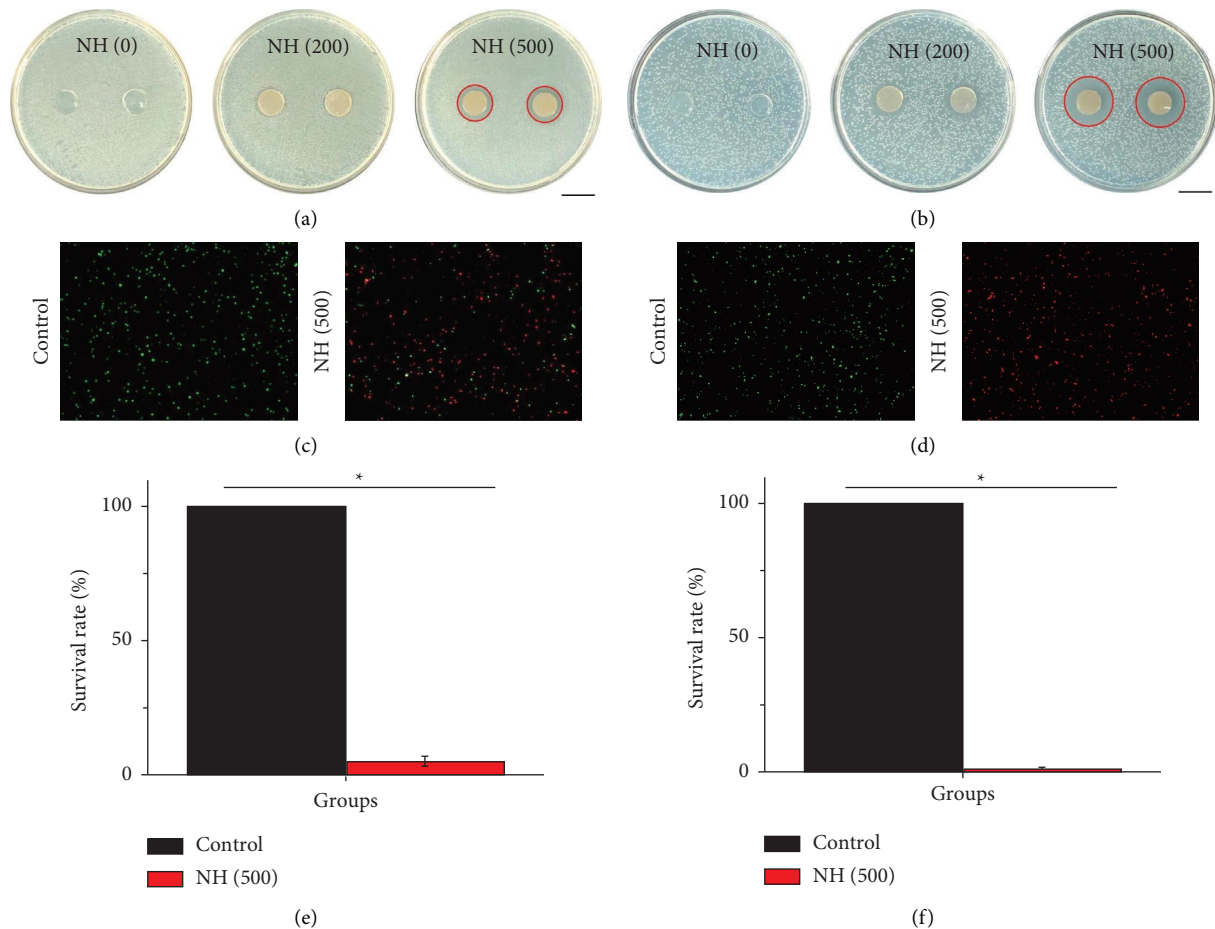 NH (0)
NH (200)
NH (500)
NH (0)
NH (200)
NH (500)
(a)
(b)
Control
NH (500)
Control
NH (500)
(c)
(d)
*
100
50
0
Survival rate (%)
Groups
Control
NH (500)
(e)
*
100
50
0
Survival rate (%)
Groups
Control
NH (500)
(f)